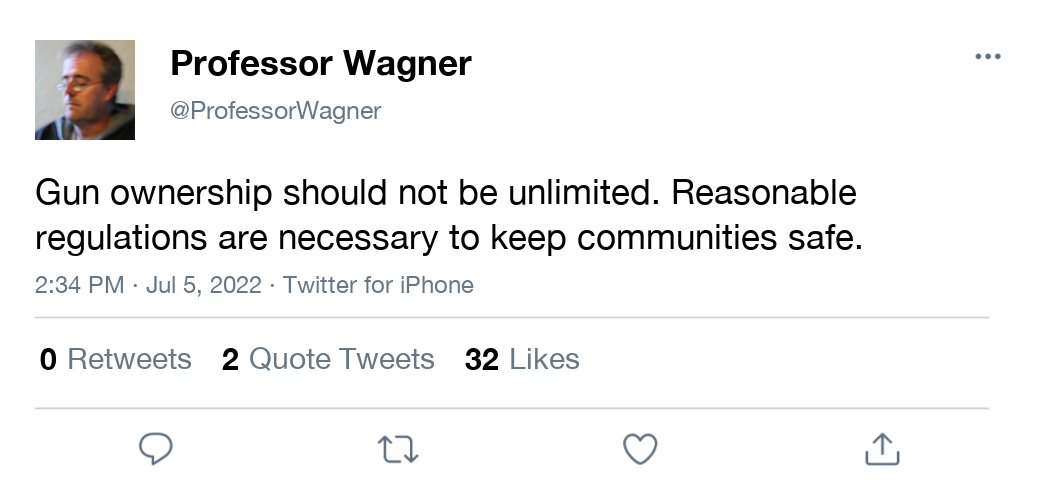 Professor Wagner
@ProfessorWagner
Gun ownership should not be unlimited. Reasonable
regulations are necessary to keep communities safe.
2:34 PM · Jul 5, 2022 · Twitter for iPhone
0 Retweets 2 Quote Tweets 32 Likes